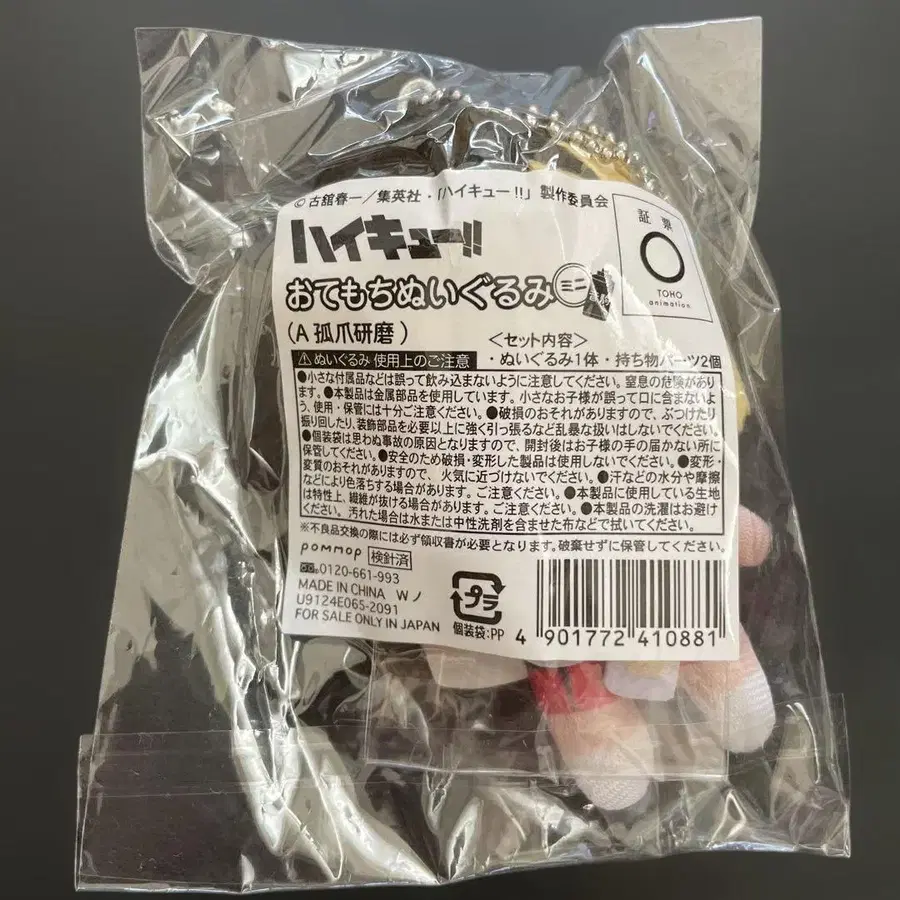 ©古舘春一／集英社・「ハイキュー!!」製作委員会
ハイキュー!!
証票
TOHO
animation
おてもちぬいぐるみ ミニ
(A 孤爪研磨)
<セット内容>
・ぬいぐるみ1体・持ち物パーツ2個
⚠ぬいぐるみ 使用上のご注意
●小さな付属品などは誤って飲み込まないように注意してください。窒息の危険があり
ます。●本製品は金属部品を使用しています。小さなお子様が誤って口に含まないよ
う、使用・保管には十分ご注意ください。●破損のおそれがありますので、ぶつけたり
振り回したり、装飾部品を必要以上に強く引っ張るなど乱暴な扱いはしないでください。
●個装袋は思わぬ事故の原因となりますので、開封後はお子様の手の届かない所に
保管してください。●安全のため破損・変形した製品は使用しないでください。●変形・
変質のおそれがありますので、火気に近づけないでください。●汗などの水分や摩擦
などにより色落ちする場合があります。ご注意ください。●本製品に使用している生地
は特性上、繊維が抜ける場合があります。ご注意ください。●本製品の洗濯はお避け
ください。汚れた場合は水または中性洗剤を含ませた布などで拭いてください。
※不良品交換の際には必ず領収書が必要となります。破棄せずに保管してください。
pommop 検針済
0120-661-993
MADE IN CHINA W ノ
U9124E065-2091
FOR SALE ONLY IN JAPAN
プラ
個装袋:PP
4 901772 410881